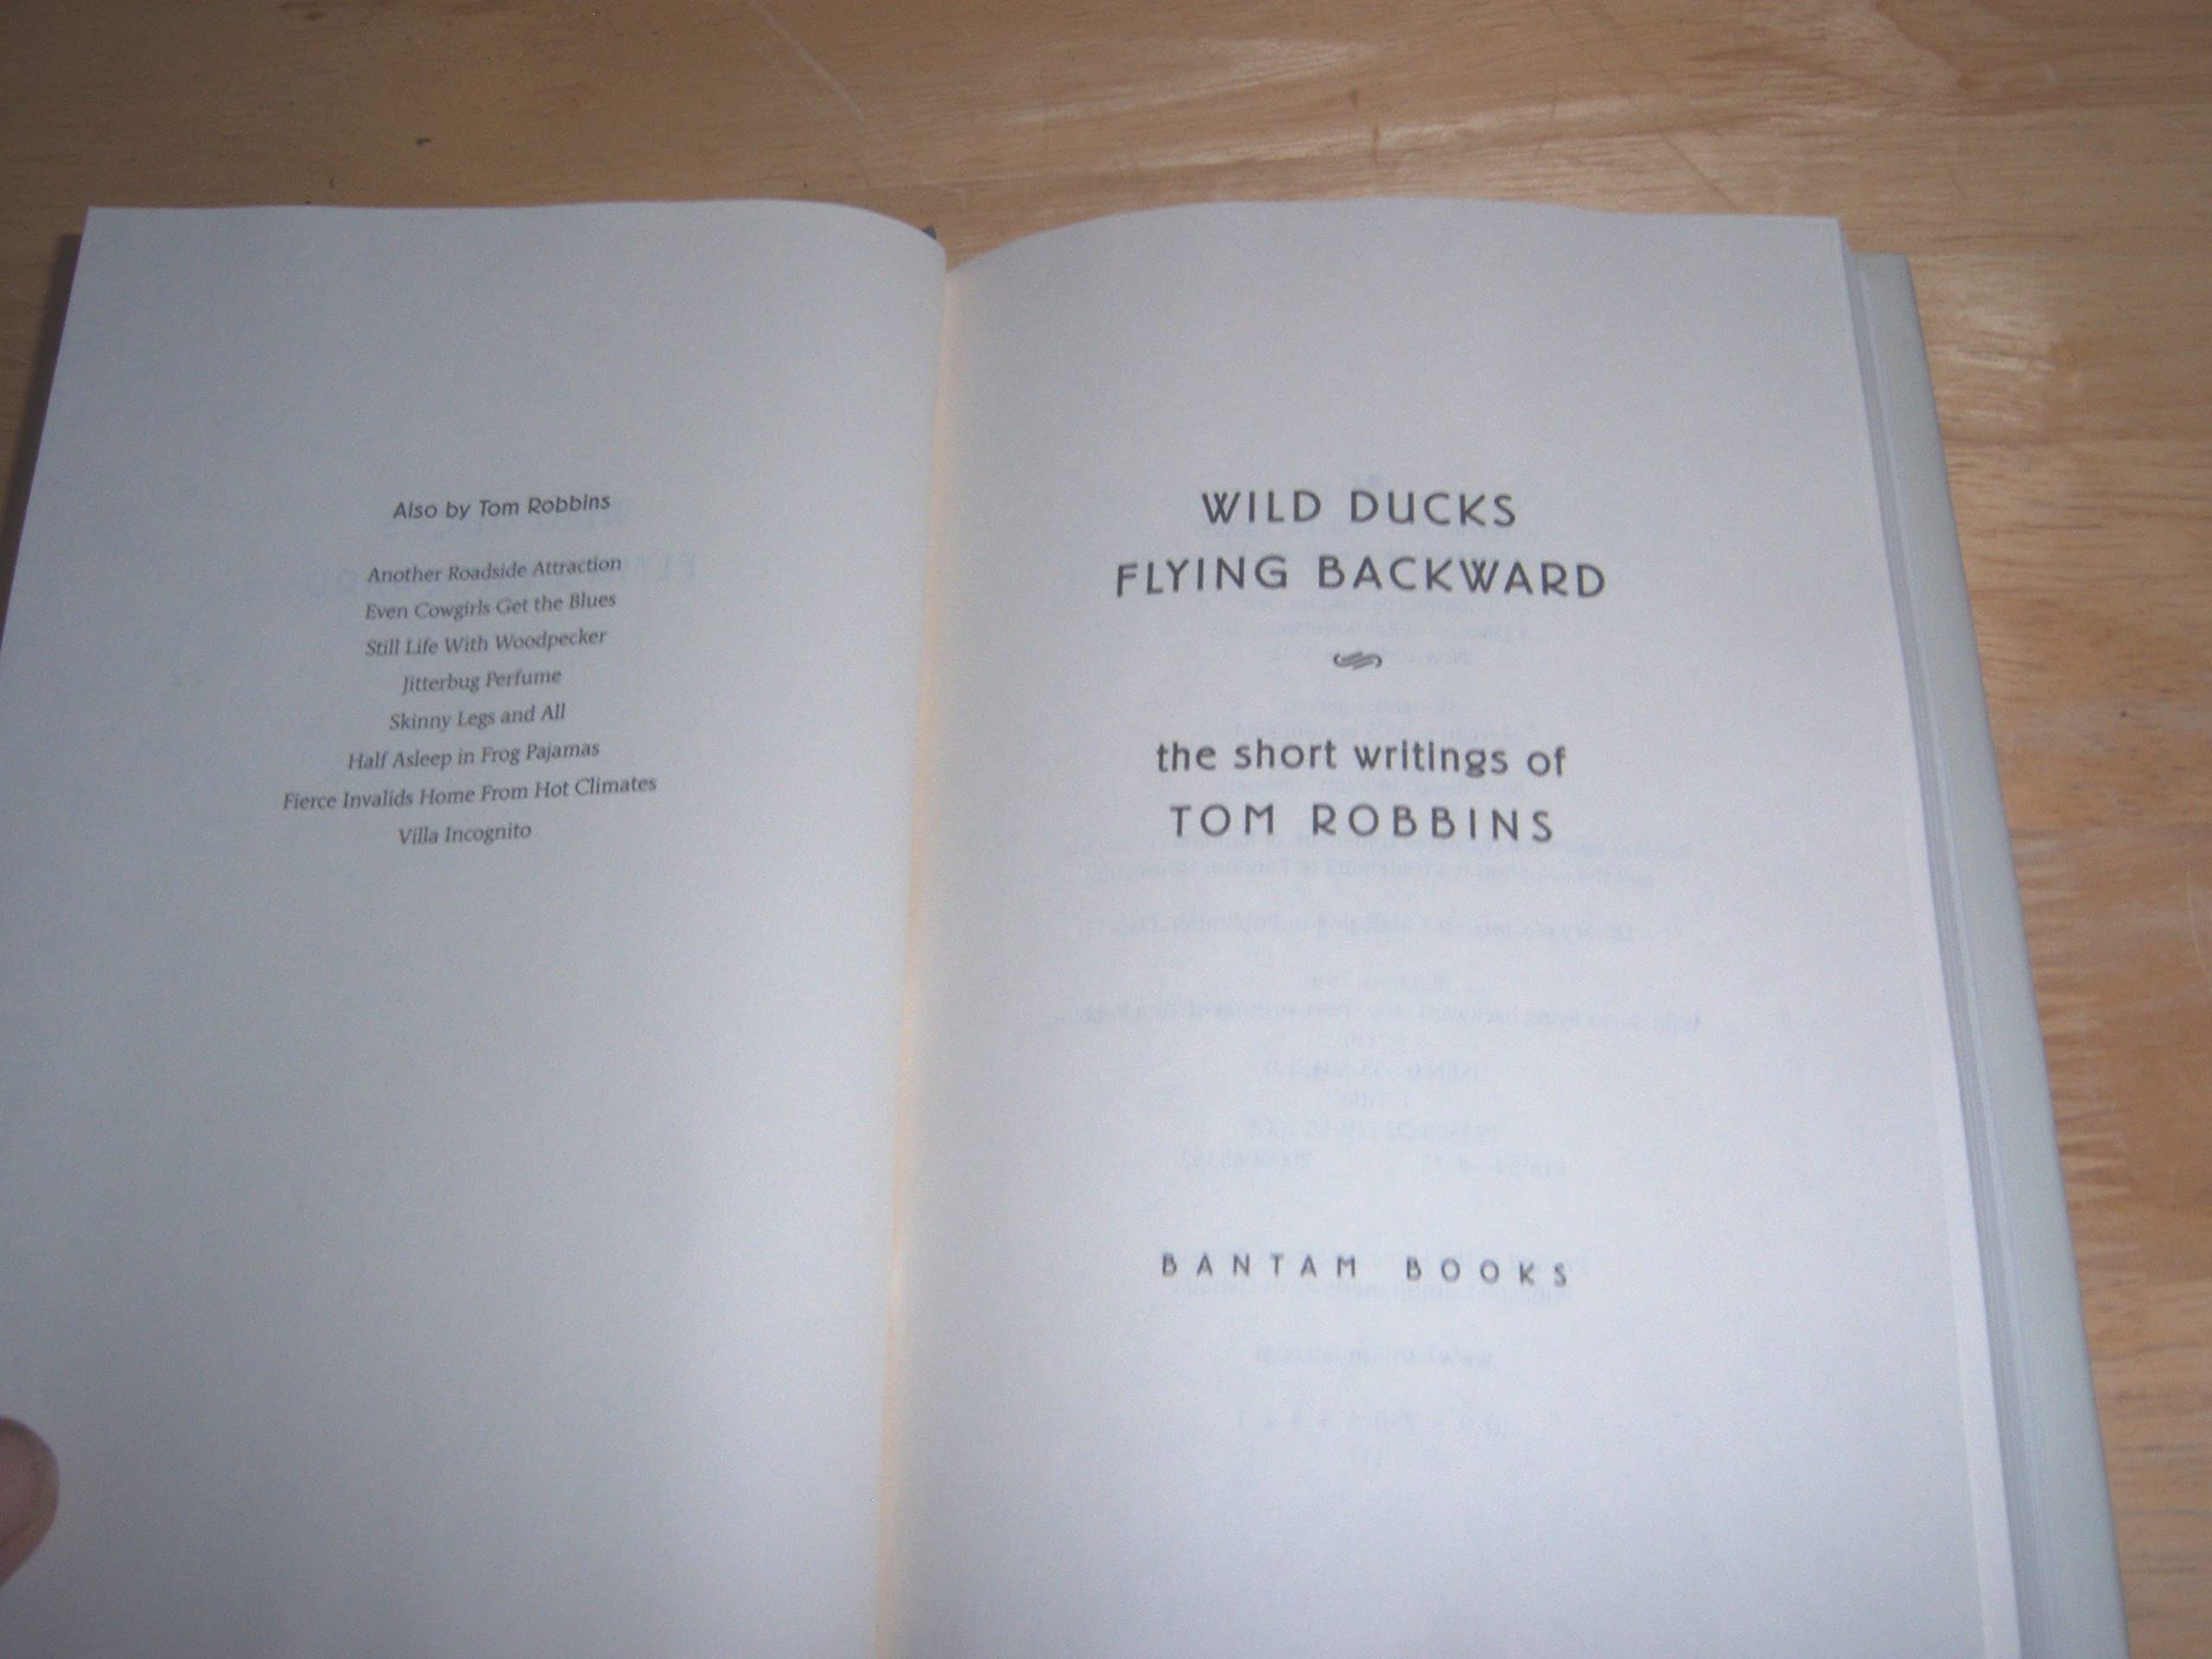 Also by Tom Robbins
Another Roadside Attraction
Even Cowgirls Get the Blues
Still Life With Woodpecker
Jitterbug Perfume
Skinny Legs and All
Half Asleep in Frog Pajamas
Fierce Invalids Home From Hot Climates
Villa Incognito
WILD DUCKS
FLYING BACKWARD
the short writings of
TOM ROBBINS
BANTAM BOOKS